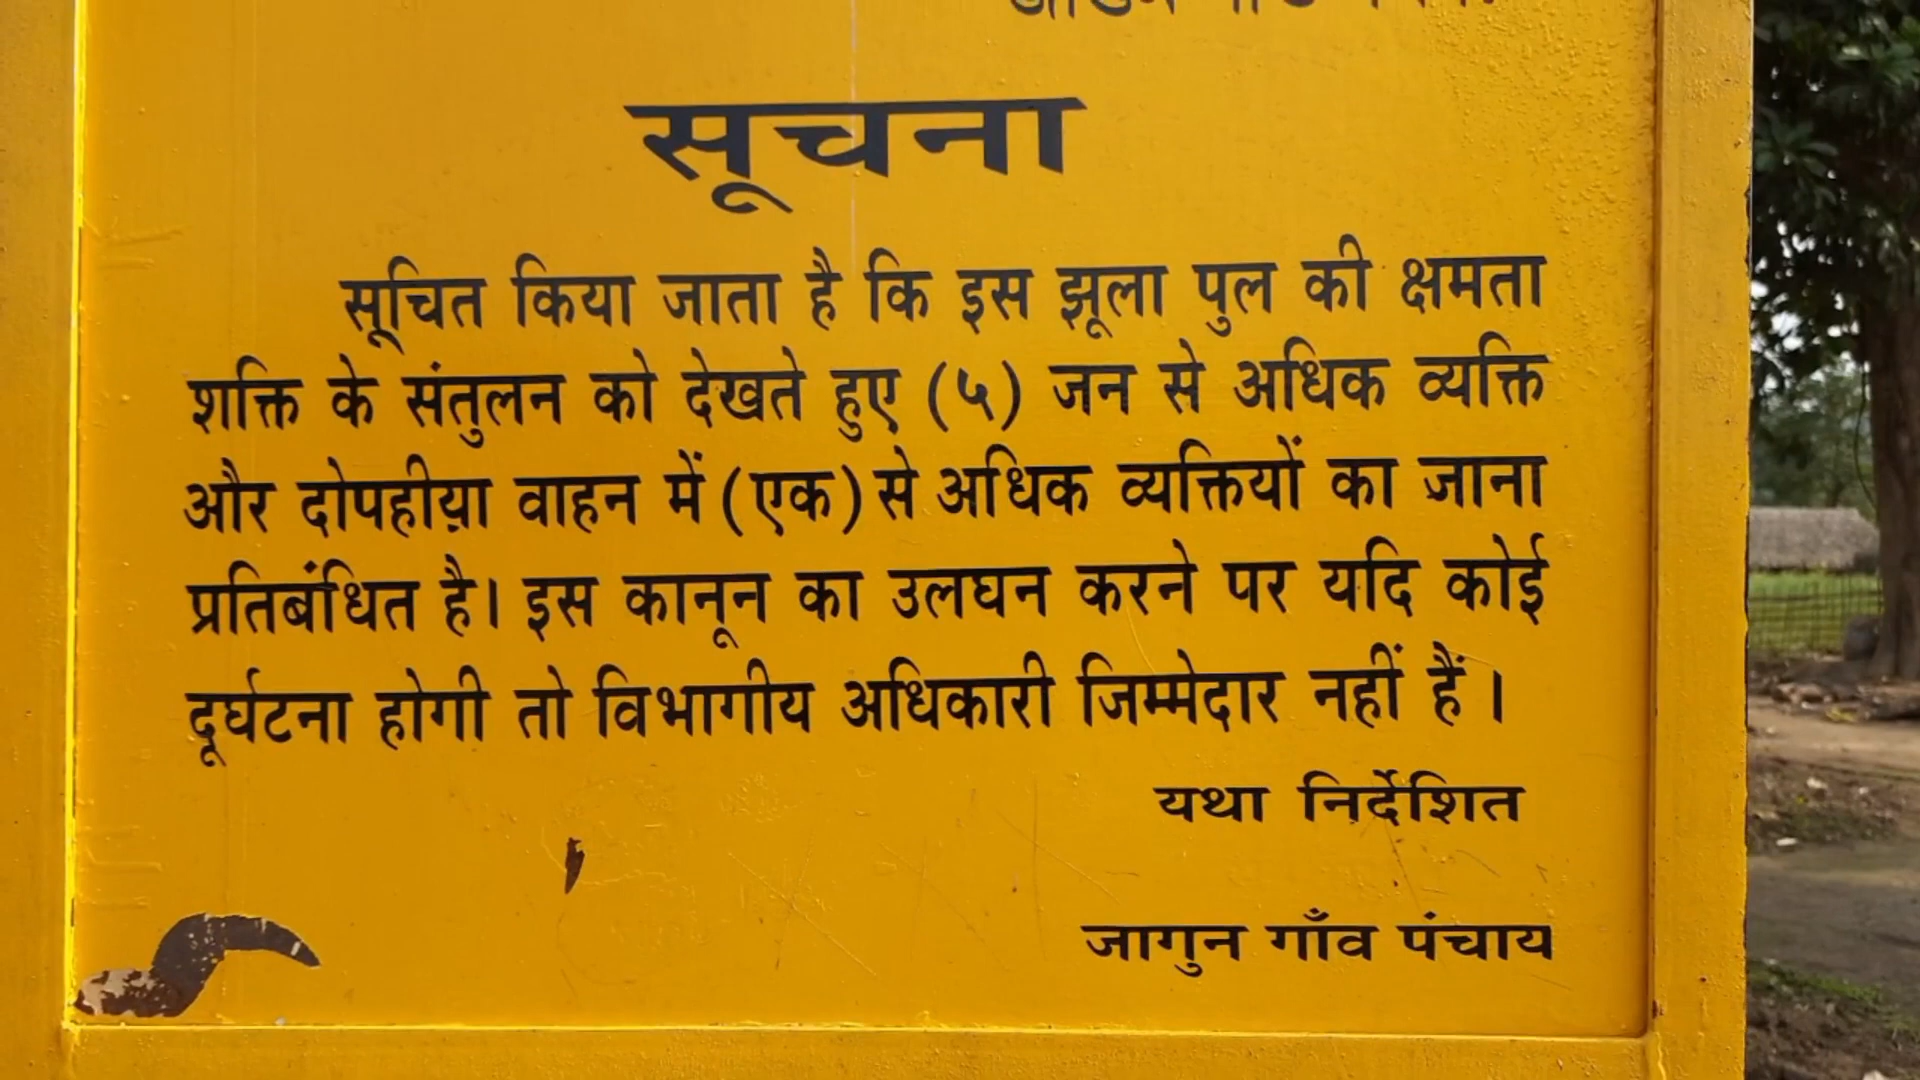 सूचना
सूचित किया जाता है कि इस झूला पुल की क्षमता
शक्ति के संतुलन को देखते हुए (५) जन से अधिक व्यक्ति
और दोपहीय़ा वाहन में (एक) से अधिक व्यक्तियों का जाना
प्रतिबंधित है। इस कानून का उलघन करने पर यदि कोई
दूर्घटना होगी तो विभागीय अधिकारी जिम्मेदार नहीं हैं।
यथा निर्देशित
जागुन गाँव पंचाय